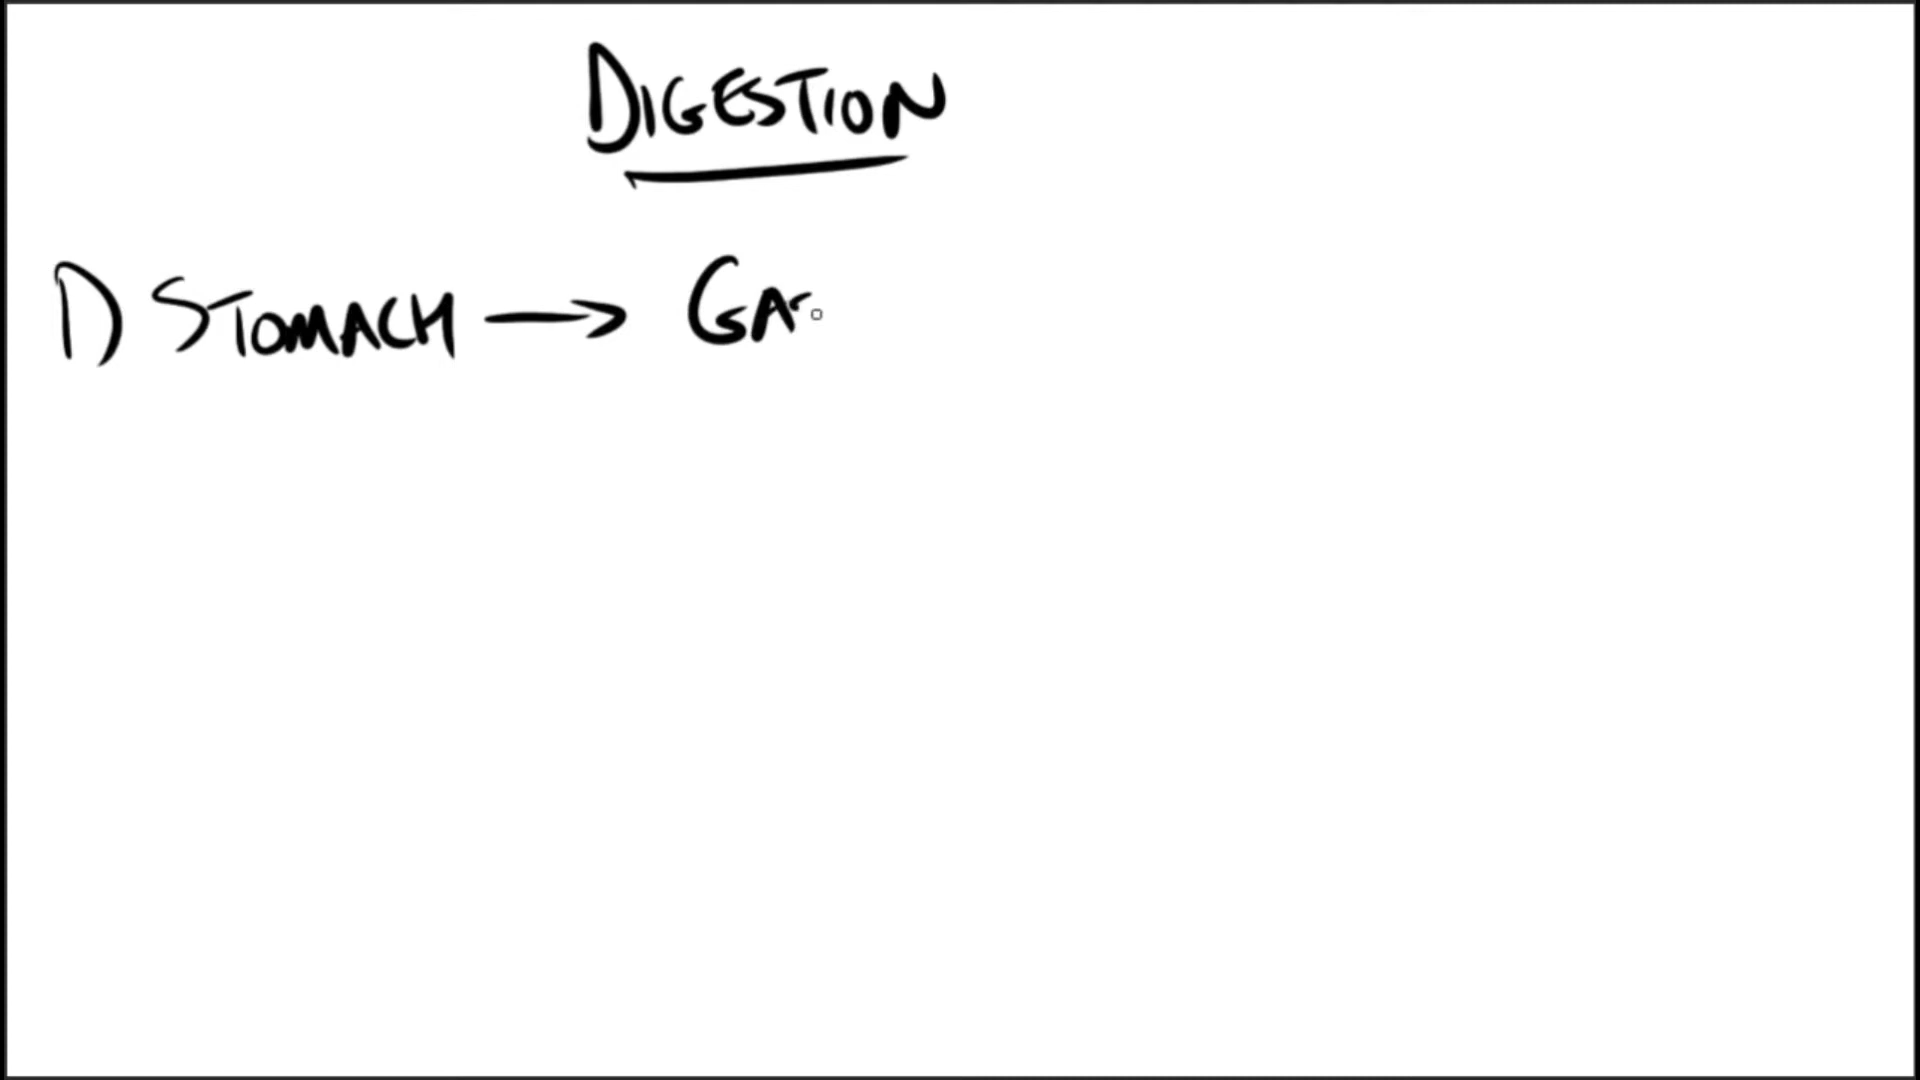 DIGESTION
1) STOMACH → GA